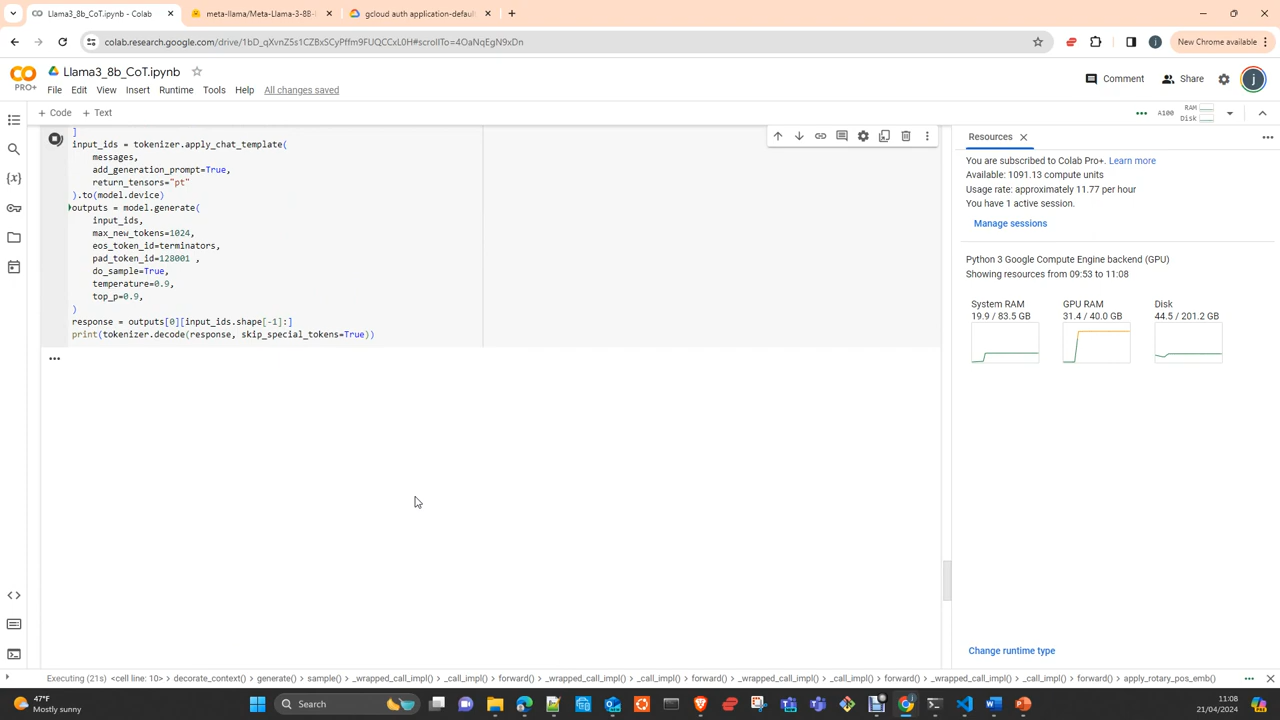 Llama3_8b_CoT.ipynb - Colab
meta-llama/Meta-Llama-3-8B-I
gcloud auth application-defaul
colab.research.google.com/drive/1bD_qXvnZ5s1CZBxSCyPffm9FUQCCxL0H#scrollTo=4OaNqEgN9xDn
New Chrome available
CO
PRO+
Llama3_8b_CoT.ipynb
File Edit View Insert Runtime Tools Help All changes saved
Comment
Share
j
+ Code + Text
A100
RAM
Disk
]
input_ids = tokenizer.apply_chat_template(
messages,
add_generation_prompt=True,
return_tensors="pt"
).to(model.device)
outputs = model.generate(
input_ids,
max_new_tokens=1024,
eos_token_id=terminators,
pad_token_id=128001 ,
do_sample=True,
temperature=0.9,
top_p=0.9,
)
response = outputs[0][input_ids.shape[-1]:]
print(tokenizer.decode(response, skip_special_tokens=True))
Resources
You are subscribed to Colab Pro+. Learn more
Available: 1091.13 compute units
Usage rate: approximately 11.77 per hour
You have 1 active session.
Manage sessions
Python 3 Google Compute Engine backend (GPU)
Showing resources from 09:53 to 11:08
System RAM
19.9 / 83.5 GB
GPU RAM
31.4 / 40.0 GB
Disk
44.5 / 201.2 GB
Change runtime type
Executing (21s) <cell line: 10> > decorate_context() > generate() > sample() > _wrapped_call_impl() > _call_impl() > forward() > _wrapped_call_impl() > _call_impl() > forward() > _wrapped_call_impl() > _call_impl() > forward() > _wrapped_call_impl() > _call_impl() > forward() > apply_rotary_pos_emb()
47°F
Mostly sunny
Search
11:08
21/04/2024